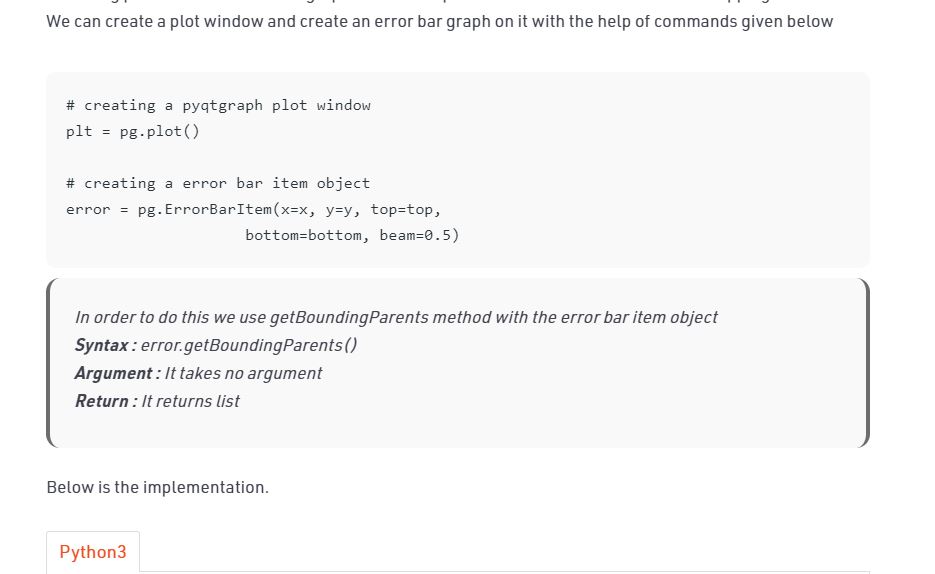 We can create a plot window and create an error bar graph on it with the help of commands given below
# creating a pyqtgraph plot window
plt = pg.plot()
# creating a error bar item object
error = pg.ErrorBarItem(x=x, y=y, top=top,
bottom=bottom, beam=0.5)
In order to do this we use getBoundingParents method with the error bar item object
Syntax : error.getBoundingParents()
Argument : It takes no argument
Return : It returns list
Below is the implementation.
Python3